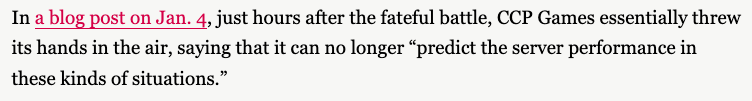 In a blog post on Jan. 4, just hours after the fateful battle, CCP Games essentially threw
its hands in the air, saying that it can no longer “predict the server performance in
these kinds of situations.”